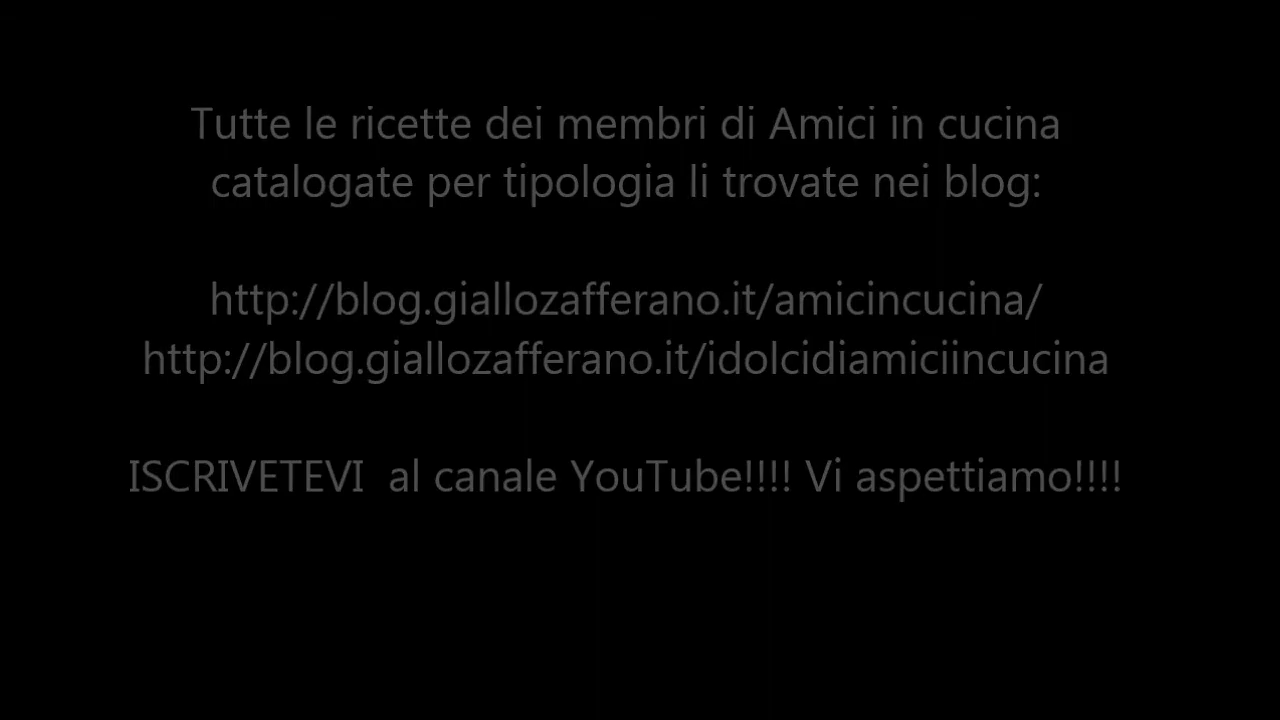 Tutte le ricette dei membri di Amici in cucina
catalogate per tipologia li trovate nei blog:
http://blog.giallozafferano.it/amicincucina/
http://blog.giallozafferano.it/idolcidiamiciincucina
ISCRIVETEVI  al canale YouTube!!!! Vi aspettiamo!!!!